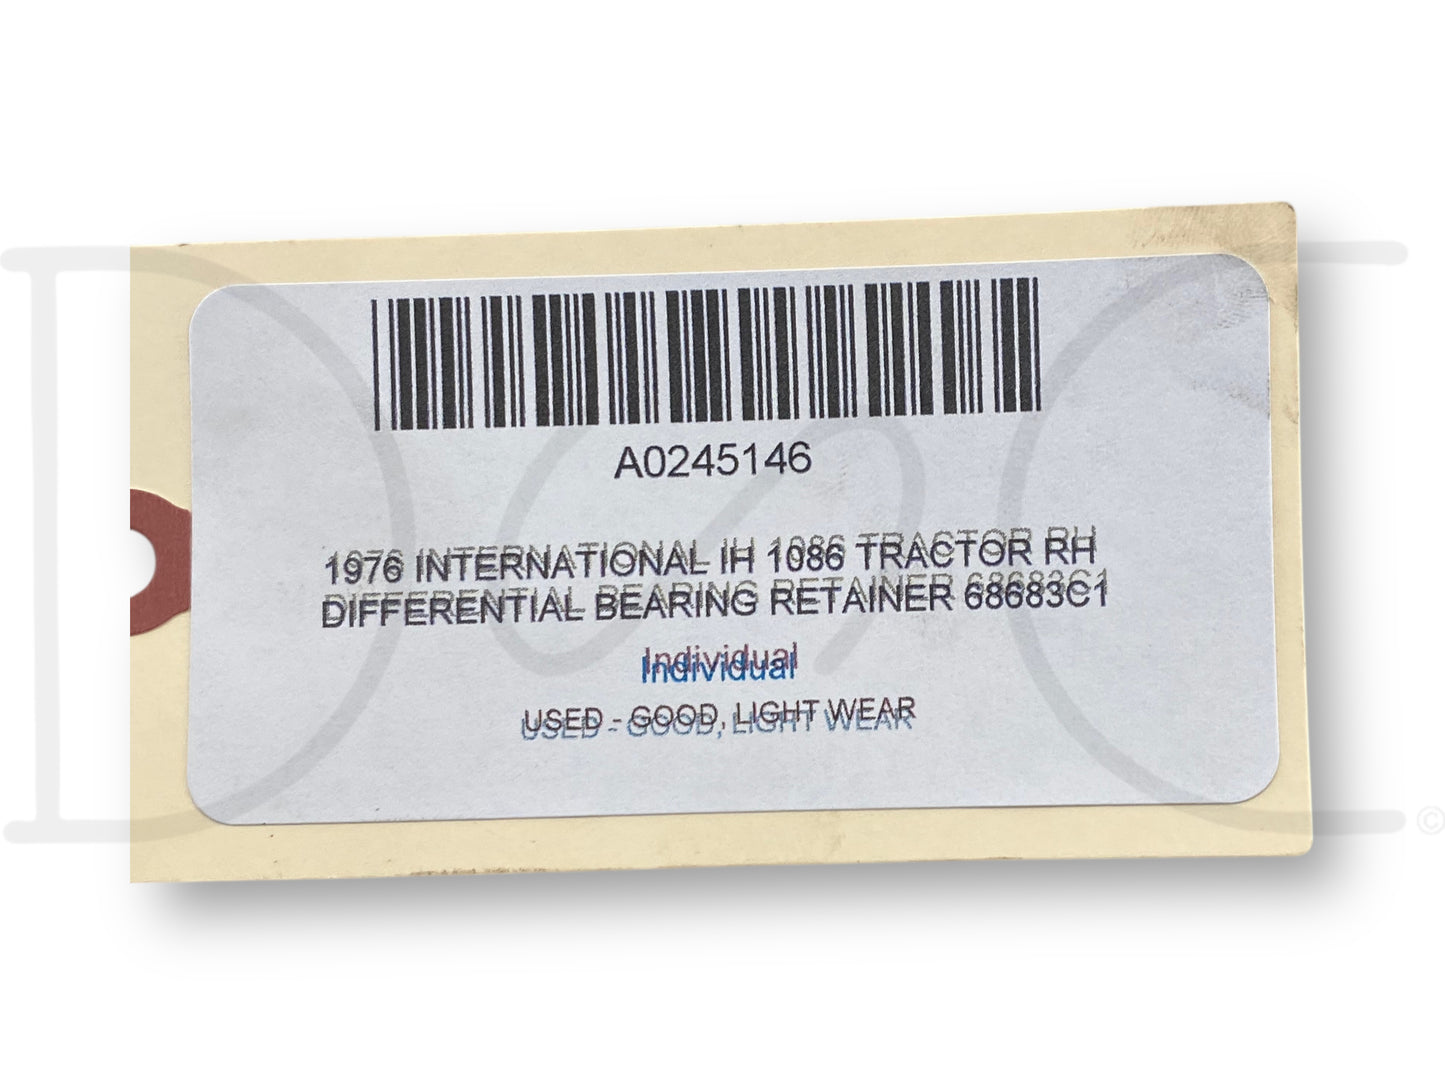 A0245146
1976 INTERNATIONAL IH 1086 TRACTOR RH
DIFFERENTIAL BEARING RETAINER 68683C1
Individual
USED - GOOD, LIGHT WEAR
©